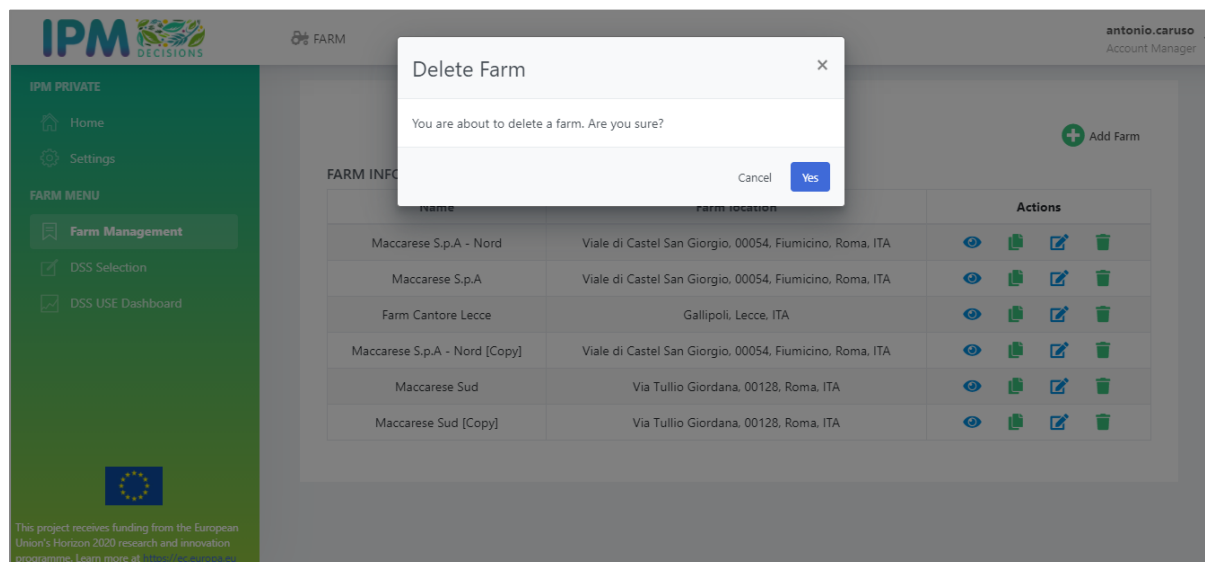 IPM
DECISIONS
FARM
antonio.caruso
Account Manager
Delete Farm
×
You are about to delete a farm. Are you sure?
Cancel Yes
IPM PRIVATE
Home
Settings
FARM MENU
Farm Management
DSS Selection
DSS USE Dashboard
Add Farm
FARM INFO
Name Farm location Actions
Maccarese S.p.A - Nord Viale di Castel San Giorgio, 00054, Fiumicino, Roma, ITA
Maccarese S.p.A Viale di Castel San Giorgio, 00054, Fiumicino, Roma, ITA
Farm Cantore Lecce Gallipoli, Lecce, ITA
Maccarese S.p.A - Nord [Copy] Viale di Castel San Giorgio, 00054, Fiumicino, Roma, ITA
Maccarese Sud Via Tullio Giordana, 00128, Roma, ITA
Maccarese Sud [Copy] Via Tullio Giordana, 00128, Roma, ITA
This project receives funding from the European
Union's Horizon 2020 research and innovation
programme. Learn more at https://ec.europa.eu